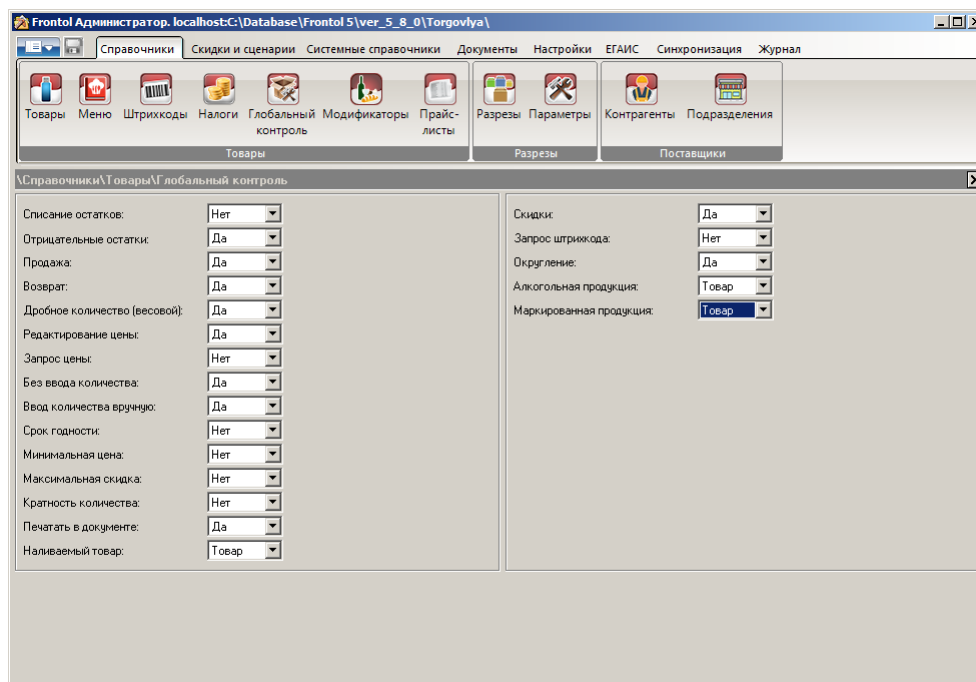 Frontol Администратор. localhost:C:\Database\Frontol 5\ver_5_8_0\Torgovlya\
Справочники Скидки и сценарии Системные справочники Документы Настройки ЕГАИС Синхронизация Журнал
Товары Меню Штрихкоды Налоги Глобальный контроль Модификаторы Прайс-листы Разрезы Параметры Контрагенты Подразделения
Товары Разрезы Поставщики
\Справочники\Товары\Глобальный контроль
Списание остатков: Нет
Отрицательные остатки: Да
Продажа: Да
Возврат: Да
Дробное количество (весовой): Да
Редактирование цены: Да
Запрос цены: Нет
Без ввода количества: Да
Ввод количества вручную: Да
Срок годности: Нет
Минимальная цена: Нет
Максимальная скидка: Нет
Кратность количества: Нет
Печатать в документе: Да
Наливаемый товар: Товар
Скидки: Да
Запрос штрихкода: Нет
Округление: Да
Алкогольная продукция: Товар
Маркированная продукция: Товар